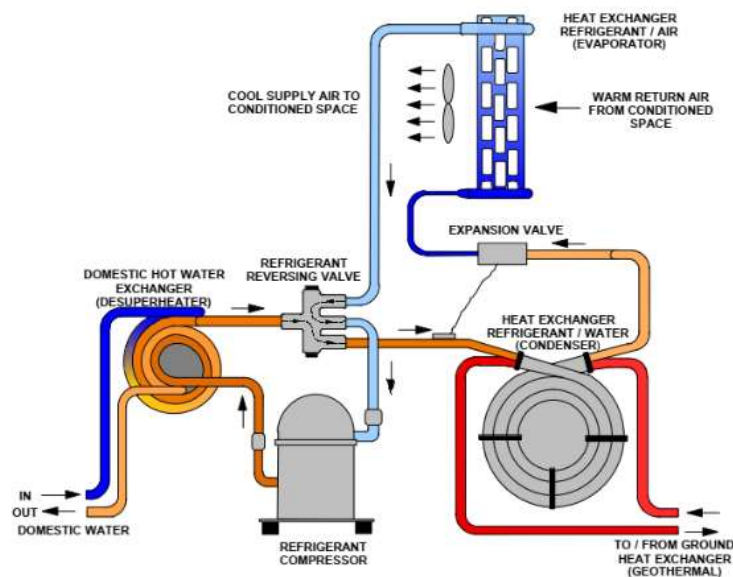 HEAT EXCHANGER
REFRIGERANT / AIR
(EVAPORATOR)
COOL SUPPLY AIR TO
CONDITIONED SPACE
WARM RETURN AIR
FROM CONDITIONED
SPACE
EXPANSION VALVE
REFRIGERANT
REVERSING VALVE
DOMESTIC HOT WATER
EXCHANGER
(DESUPERHEATER)
HEAT EXCHANGER
REFRIGERANT / WATER
(CONDENSER)
IN
OUT
DOMESTIC WATER
REFRIGERANT
COMPRESSOR
TO / FROM GROUND
HEAT EXCHANGER
(GEOTHERMAL)